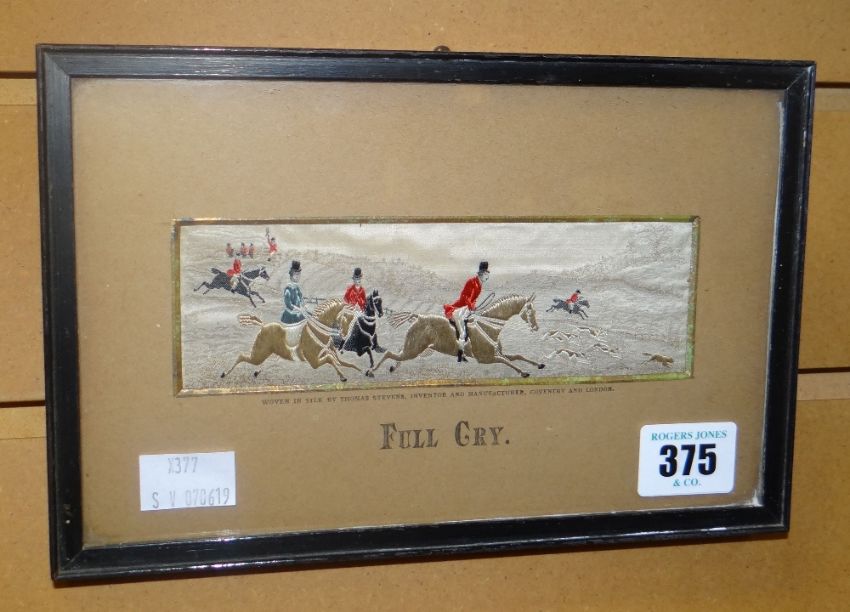 WOVEN IN SILK BY THOMAS STEVENS, INVENTOR AND MANUFACTURER, COVENTRY AND LONDON.
FULL CRY.
X377
S V 070619
ROGERS JONES
375
& CO.